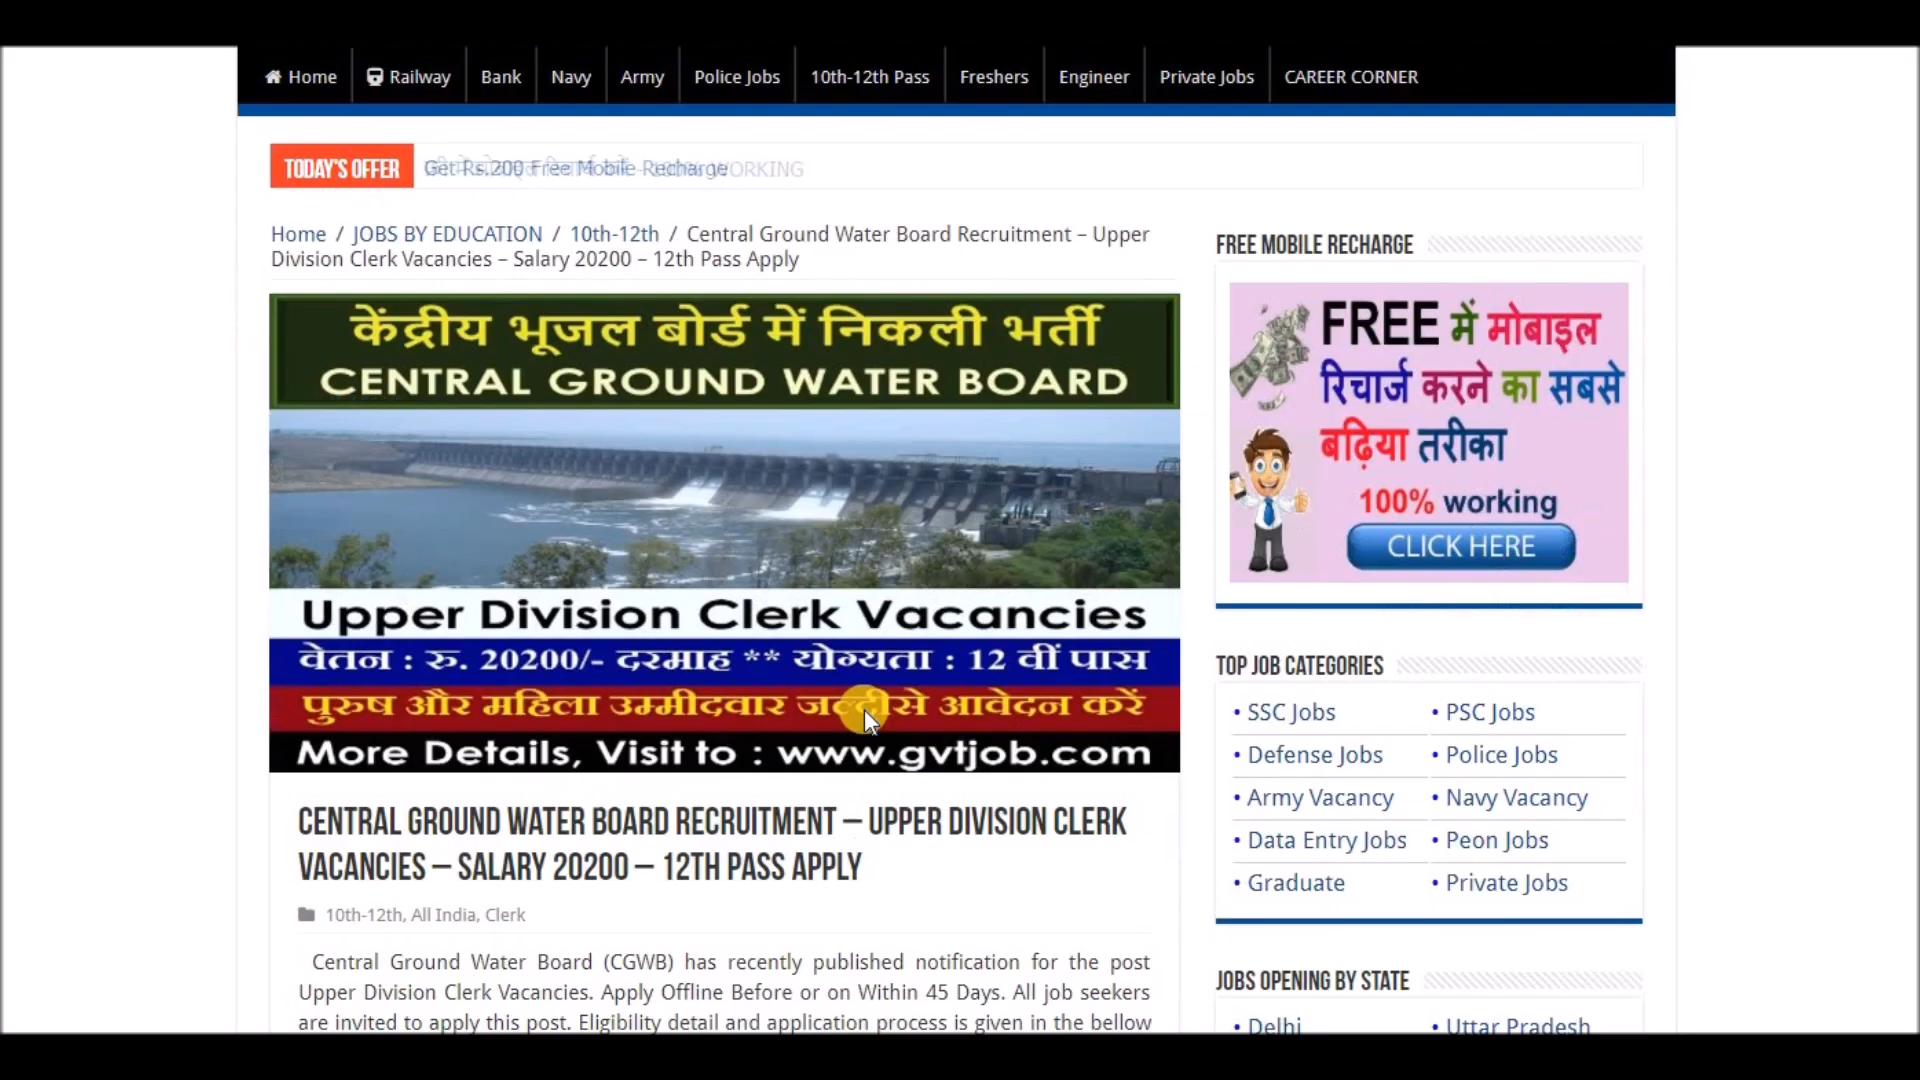 Home
Railway
Bank
Navy
Army
Police Jobs
10th-12th Pass
Freshers
Engineer
Private Jobs
CAREER CORNER
TODAY'S OFFER
Get Rs.200 Free Mobile Recharge
WORKING
Home / JOBS BY EDUCATION / 10th-12th / Central Ground Water Board Recruitment – Upper
Division Clerk Vacancies – Salary 20200 – 12th Pass Apply
केंद्रीय भूजल बोर्ड में निकली भर्ती
CENTRAL GROUND WATER BOARD
Upper Division Clerk Vacancies
वेतन : रु. 20200/- दरमाह ** योग्यता : 12 वीं पास
पुरुष और महिला उम्मीदवार जल्दीसे आवेदन करें
More Details, Visit to : www.gvtjob.com
CENTRAL GROUND WATER BOARD RECRUITMENT – UPPER DIVISION CLERK
VACANCIES – SALARY 20200 – 12TH PASS APPLY
10th-12th, All India, Clerk
Central Ground Water Board (CGWB) has recently published notification for the post
Upper Division Clerk Vacancies. Apply Offline Before or on Within 45 Days. All job seekers
are invited to apply this post. Eligibility detail and application process is given in the bellow
FREE MOBILE RECHARGE
FREE में मोबाइल
रिचार्ज करने का सबसे
बढ़िया तरीका
100% working
CLICK HERE
TOP JOB CATEGORIES
• SSC Jobs
• PSC Jobs
• Defense Jobs
• Police Jobs
• Army Vacancy
• Navy Vacancy
• Data Entry Jobs
• Peon Jobs
• Graduate
• Private Jobs
JOBS OPENING BY STATE
• Delhi
• Uttar Pradesh